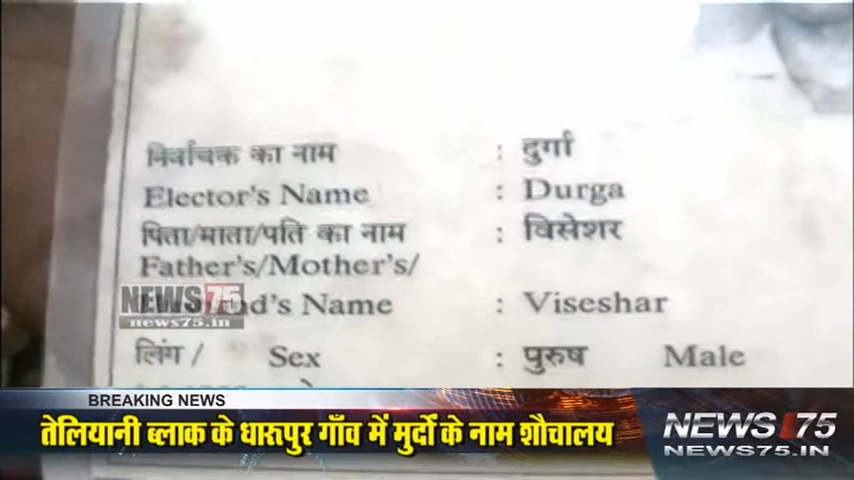 निर्वाचक का नाम : दुर्गा
Elector's Name : Durga
पिता/माता/पति का नाम : विसेशर
Father's/Mother's/
's Name : Viseshar
NEWS 75
news75.in
लिंग / Sex : पुरुष Male
BREAKING NEWS
तेलियानी ब्लाक के धारूपुर गाँव में मुर्दो के नाम शौचालय
NEWS 75
NEWS75.IN